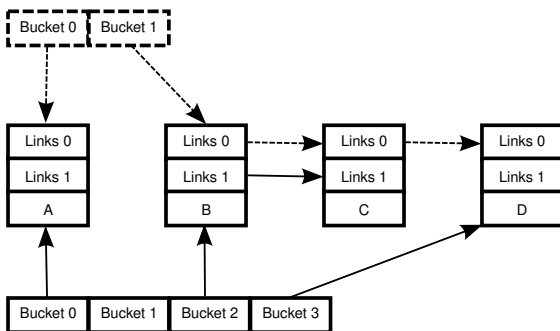 Bucket 0 Bucket 1
Links 0 Links 0 Links 0 Links 0
Links 1 Links 1 Links 1 Links 1
A B C D
Bucket 0 Bucket 1 Bucket 2 Bucket 3